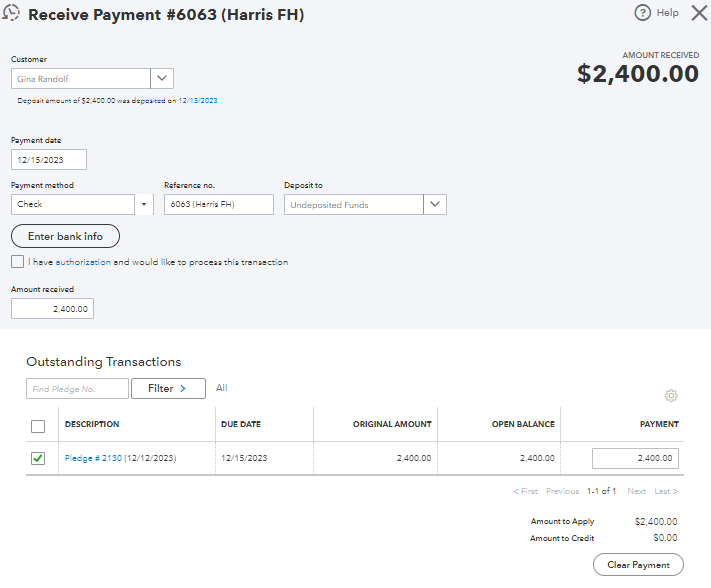 Receive Payment #6063 (Harris FH)
Help
Customer
Gina Randolf
Deposit amount of $2,400.00 was deposited on 12/15/2023
AMOUNT RECEIVED
$2,400.00
Payment date
12/15/2023
Payment method
Reference no.
Deposit to
Check
6063 (Harris FH)
Undeposited Funds
Enter bank info
I have authorization and would like to process this transaction
Amount received
2,400.00
Outstanding Transactions
Find Pledge No.
Filter >
All
DESCRIPTION DUE DATE ORIGINAL AMOUNT OPEN BALANCE PAYMENT
Pledge # 2130 (12/12/2023) 12/15/2023 2,400.00 2,400.00 2,400.00
< First Previous 1-1 of 1 Next Last >
Amount to Apply $2,400.00
Amount to Credit $0.00
Clear Payment